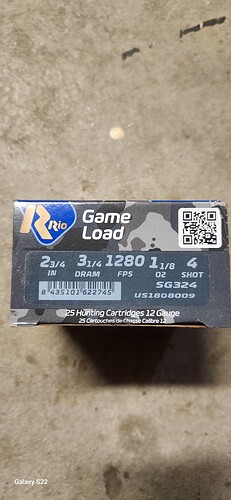 Rio
Game
Load
2 3/4 3 1/4 1280 1 1/8 4
IN DRAM FPS OZ SHOT
SG324
8 435101 622745
US1808009
25 Hunting Cartridges 12 Gauge
25 Cartouches de Chasse Calibre 12
Galaxy S22